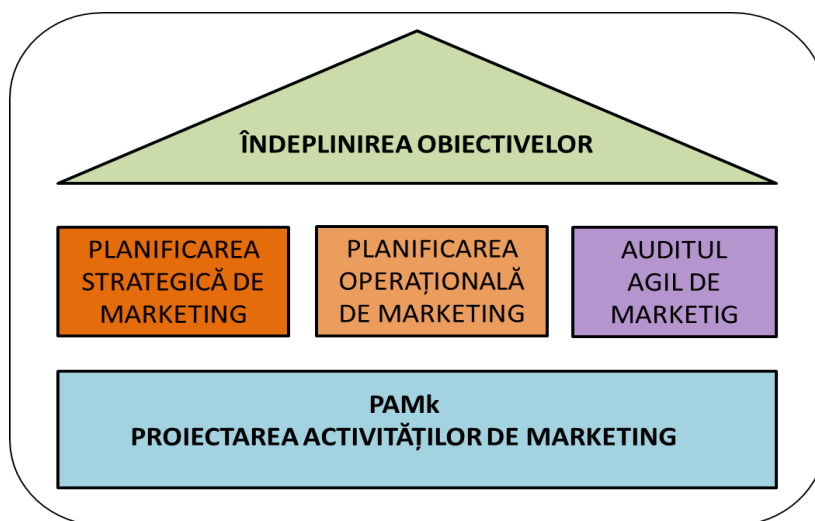 ÎNDEPLINIREA OBIECTIVELOR
PLANIFICAREA
STRATEGICĂ DE
MARKETING
PLANIFICAREA
OPERAȚIONALĂ
DE MARKETING
AUDITUL
AGIL DE
MARKETIG
PAMk
PROIECTAREA ACTIVITĂȚILOR DE MARKETING